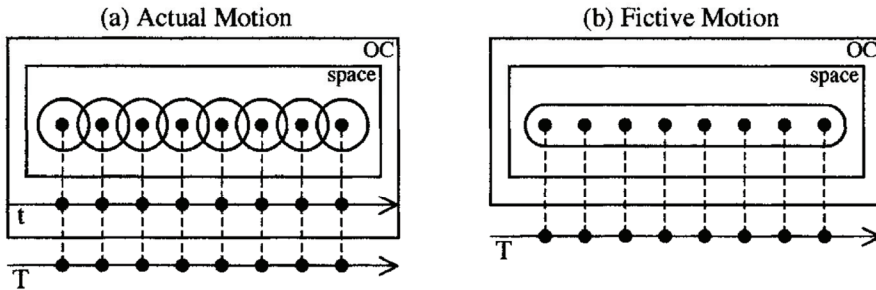 (a) Actual Motion
OC
space
t
T
(b) Fictive Motion
OC
space
T